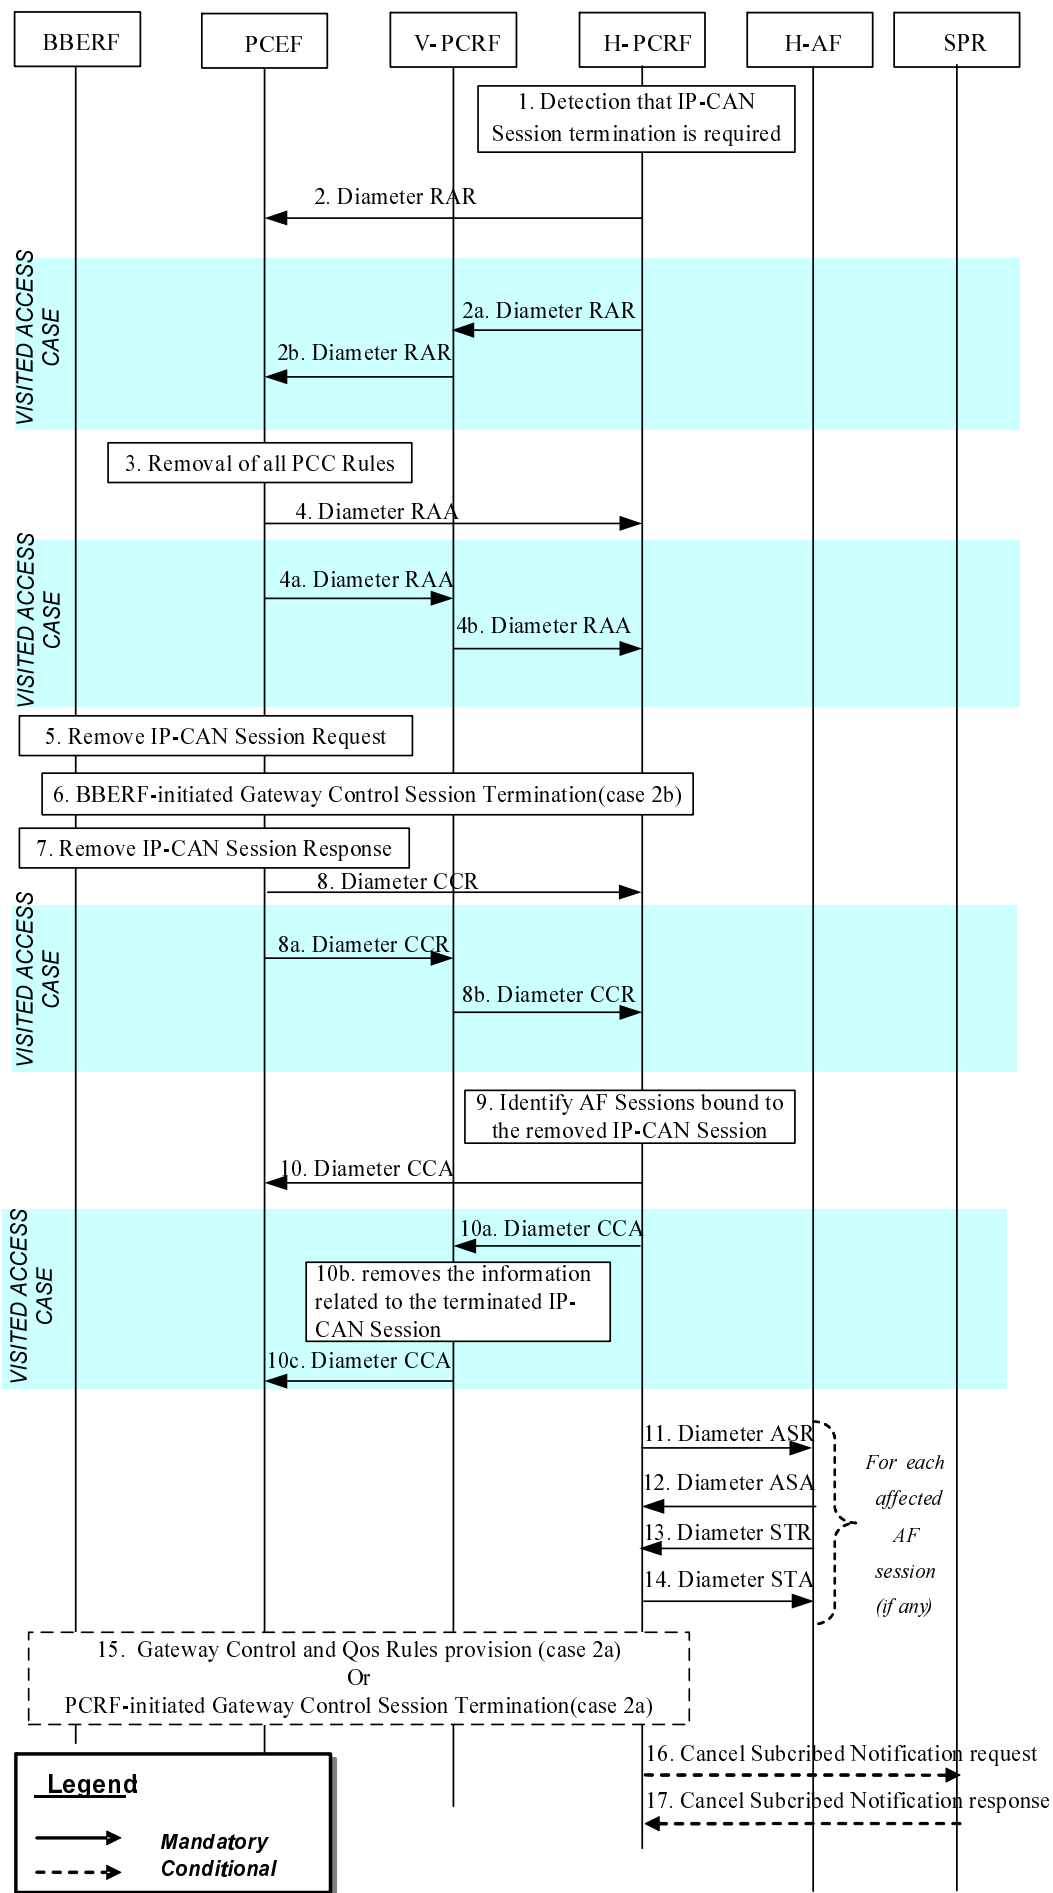 BBERF
PCEF
V-PCRF
H-PCRF
H-AF
SPR
1. Detection that IP-CAN
Session termination is required
2. Diameter RAR
VISITED ACCESS
CASE
2a. Diameter RAR
2b. Diameter RAR
3. Removal of all PCC Rules
4. Diameter RAA
VISITED ACCESS
CASE
4a. Diameter RAA
4b. Diameter RAA
5. Remove IP-CAN Session Request
6. BBERF-initiated Gateway Control Session Termination(case 2b)
7. Remove IP-CAN Session Response
8. Diameter CCR
VISITED ACCESS
CASE
8a. Diameter CCR
8b. Diameter CCR
9. Identify AF Sessions bound to
the removed IP-CAN Session
10. Diameter CCA
VISITED ACCESS
CASE
10a. Diameter CCA
10b. removes the information
related to the terminated IP-
CAN Session
10c. Diameter CCA
11. Diameter ASR
12. Diameter ASA
13. Diameter STR
14. Diameter STA
For each
affected
AF
session
(if any)
15. Gateway Control and Qos Rules provision (case 2a)
Or
PCRF-initiated Gateway Control Session Termination(case 2a)
16. Cancel Subcribed Notification request
17. Cancel Subcribed Notification response
Legend:
Mandatory
Conditional